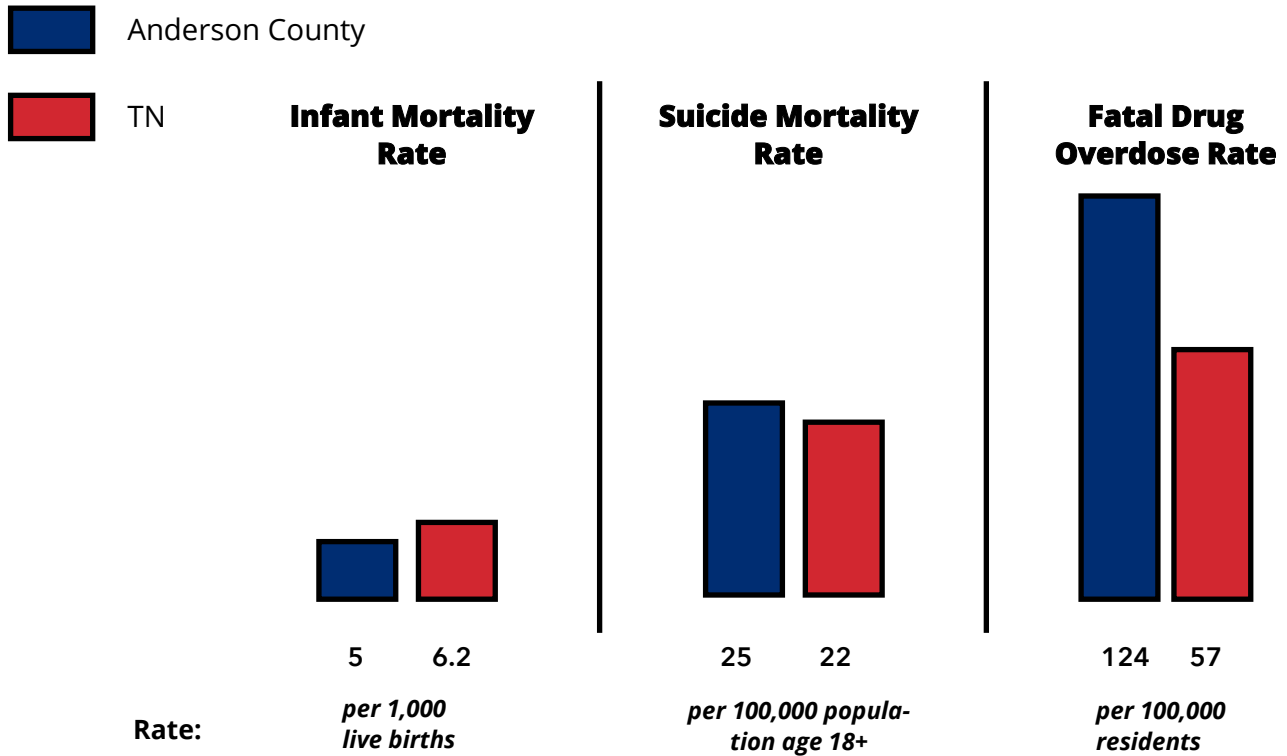 Anderson County
TN
Infant Mortality
Rate
Suicide Mortality
Rate
Fatal Drug
Overdose Rate
5 6.2
25 22
124 57
Rate:
per 1,000
live births
per 100,000 popula-
tion age 18+
per 100,000
residents